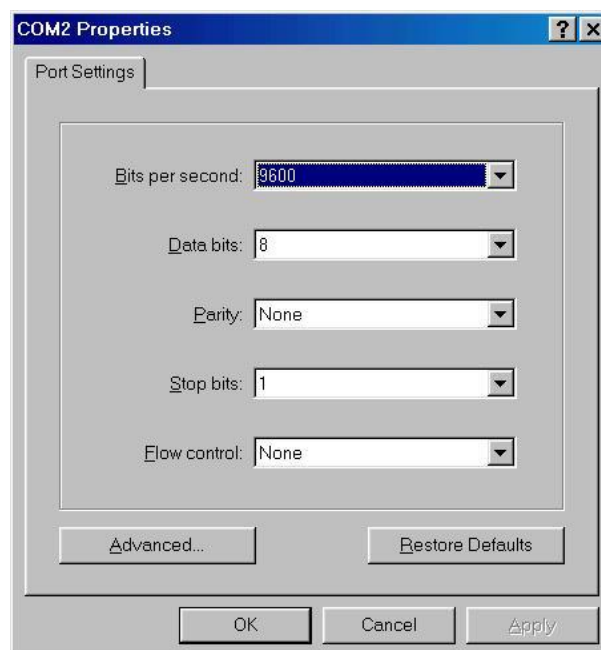 COM2 Properties
Port Settings
Bits per second: 9600
Data bits: 8
Parity: None
Stop bits: 1
Flow control: None
Advanced... Restore Defaults
OK Cancel Apply